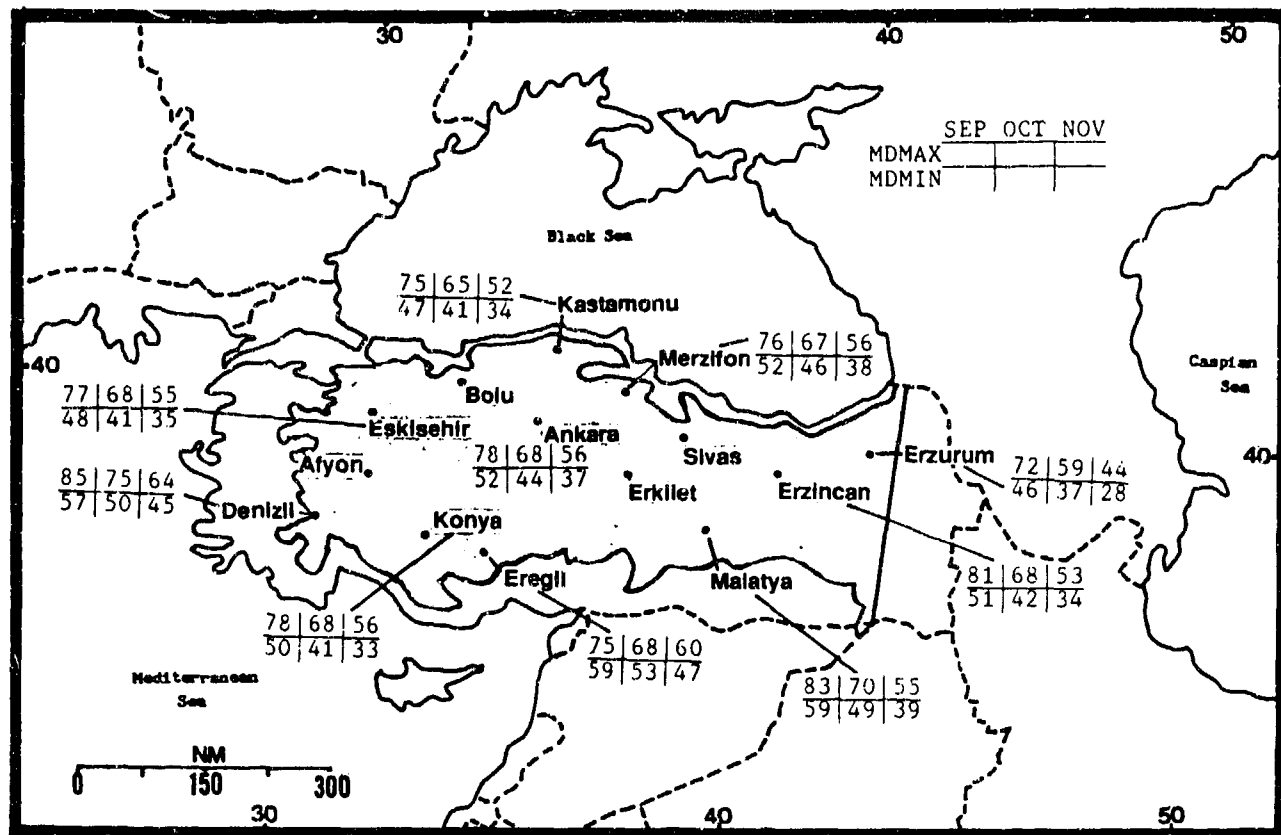 30 40 50
SEP OCT NOV
MDMAX
MDMIN
Black Sea
75 65 52
47 41 34
Kastamonu
76 67 56
52 46 38
Merzifon
40
Caspian
Sea
77 68 55
48 41 35
Bolu
Eskisehir
Ankara
78 68 56
52 44 37
Sivas
Erzurum
72 59 44
46 37 28
40
Afyon
85 75 64
57 50 45
Denizli
Erkilet
Erzincan
81 68 53
51 42 34
Konya
78 68 56
50 41 33
Eregli
75 68 60
59 53 47
Malatya
83 70 55
59 49 39
Mediterranean
Sea
NM
0 150 300
30 40 50